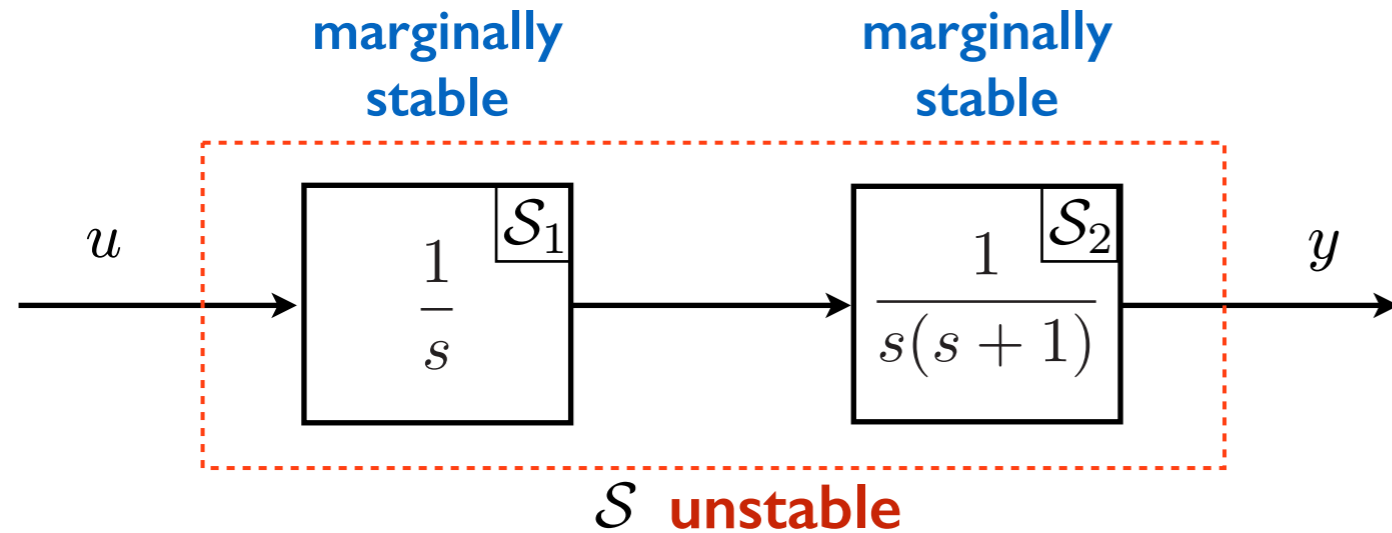 marginally
stable
marginally
stable
u
S₁
1
s
S₂
1
s(s + 1)
y
S unstable